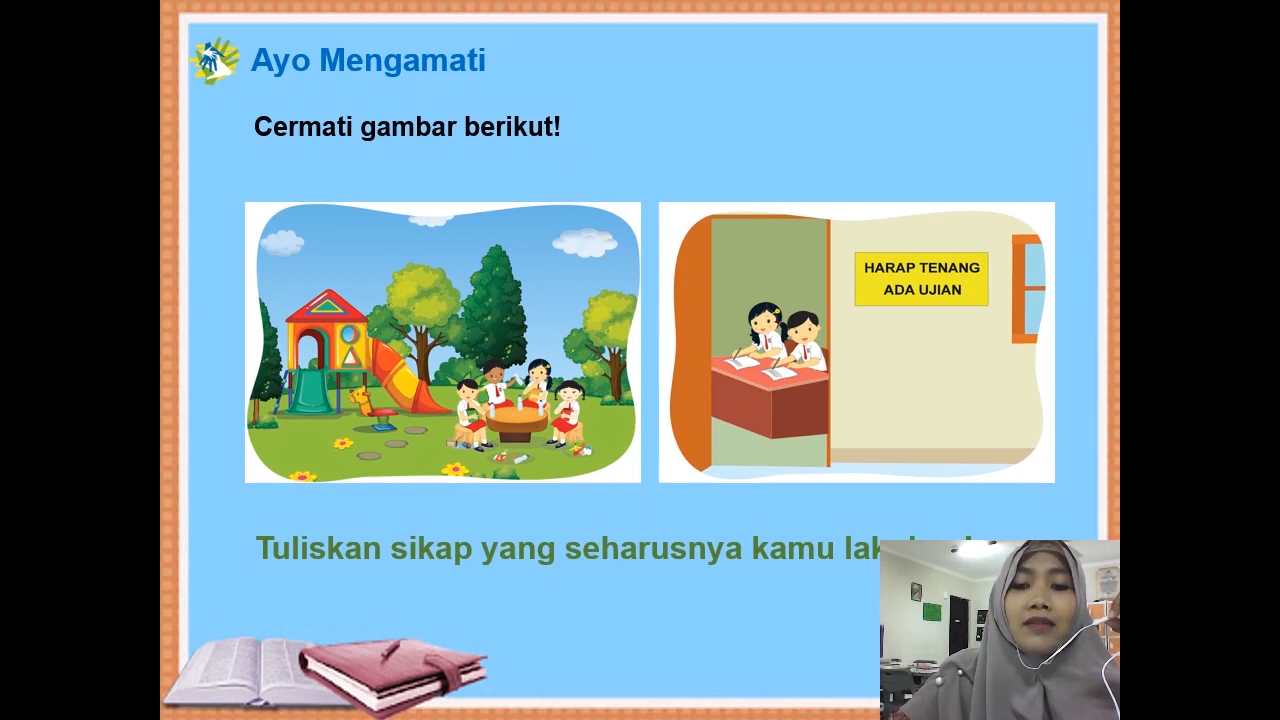 Ayo Mengamati
Cermati gambar berikut!
HARAP TENANG
ADA UJIAN
Tuliskan sikap yang seharusnya kamu